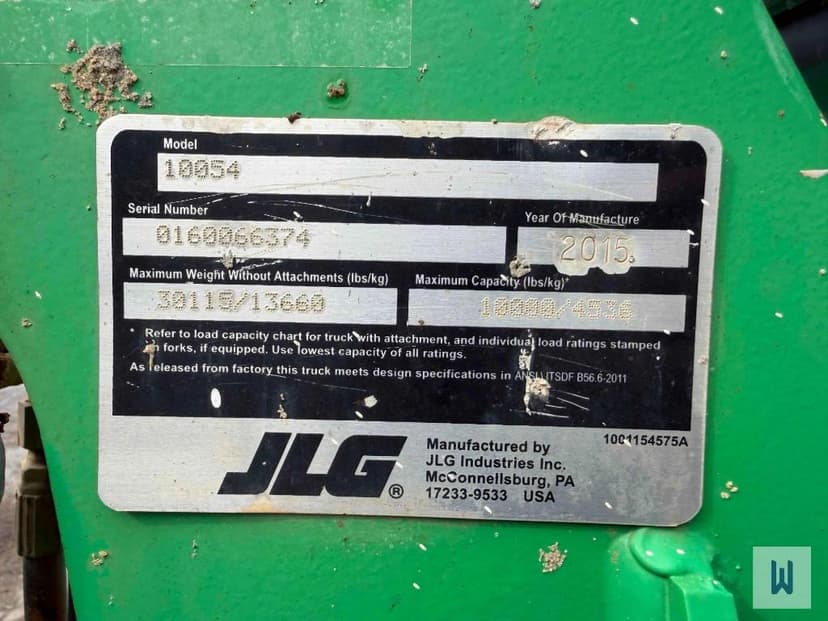 Model
10054
Serial Number
0160066374
Year Of Manufacture
2015
Maximum Weight Without Attachments (lbs/kg)
30115/13660
Maximum Capacity (lbs/kg)*
10000/4536
* Refer to load capacity chart for truck with attachment, and individual load ratings stamped
on forks, if equipped. Use lowest capacity of all ratings.
As released from factory this truck meets design specifications in ANSI/ITSDF B56.6-2011
JLG®
Manufactured by
JLG Industries Inc.
McConnellsburg, PA
17233-9533 USA
1001154575A
W